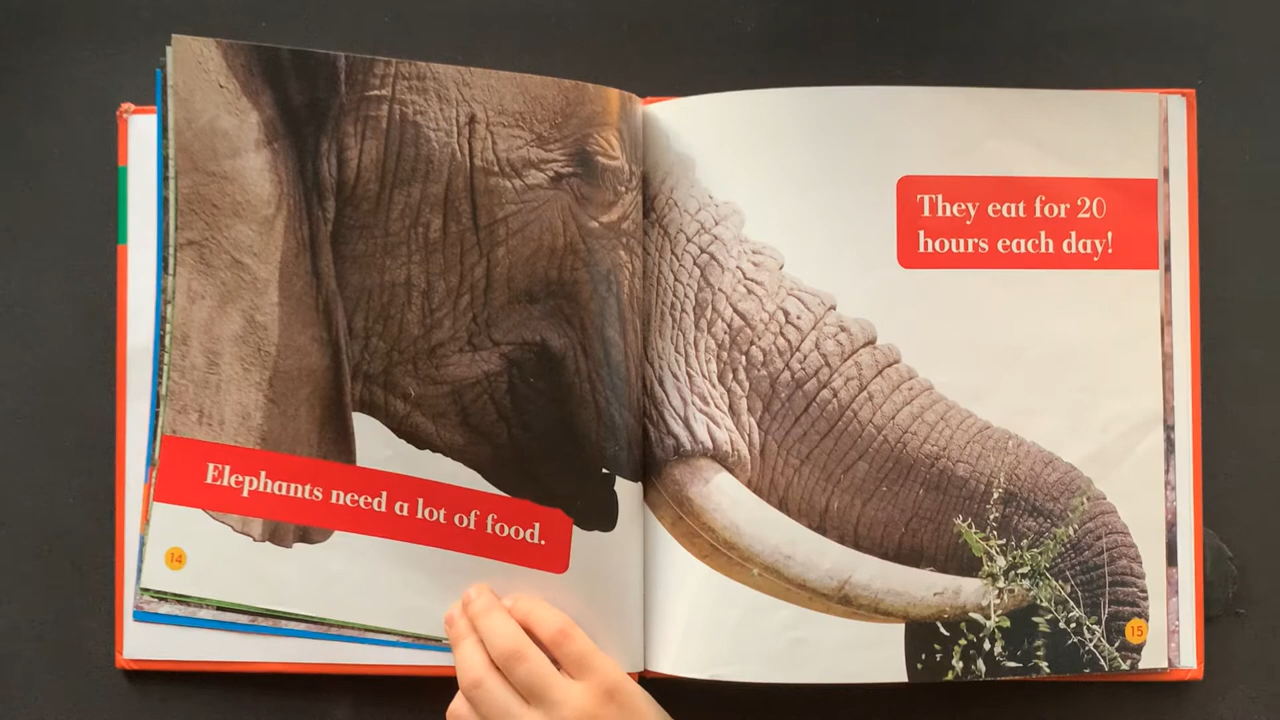 Elephants need a lot of food.
14
They eat for 20
hours each day!
15